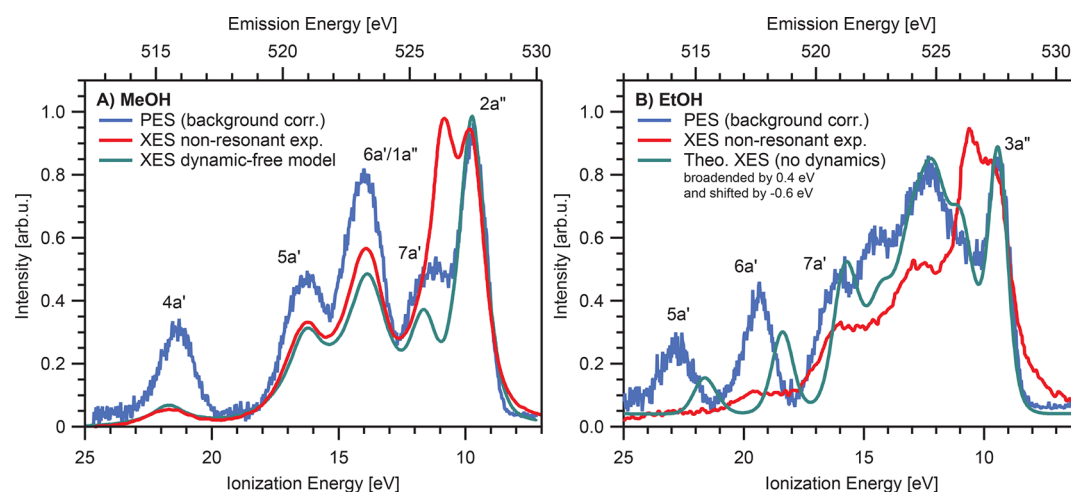 Emission Energy [eV]
515 520 525 530
A) MeOH
PES (background corr.)
XES non-resonant exp.
XES dynamic-free model
2a"
6a'/1a"
5a'
7a'
4a'
Intensity [arb.u.]
1.0
0.8
0.6
0.4
0.2
0
25 20 15 10
Ionization Energy [eV]
Emission Energy [eV]
515 520 525 530
B) EtOH
PES (background corr.)
XES non-resonant exp.
Theo. XES (no dynamics)
broadended by 0.4 eV
and shifted by -0.6 eV
3a"
6a'
7a'
5a'
Intensity [arb.u.]
1.0
0.8
0.6
0.4
0.2
0
25 20 15 10
Ionization Energy [eV]